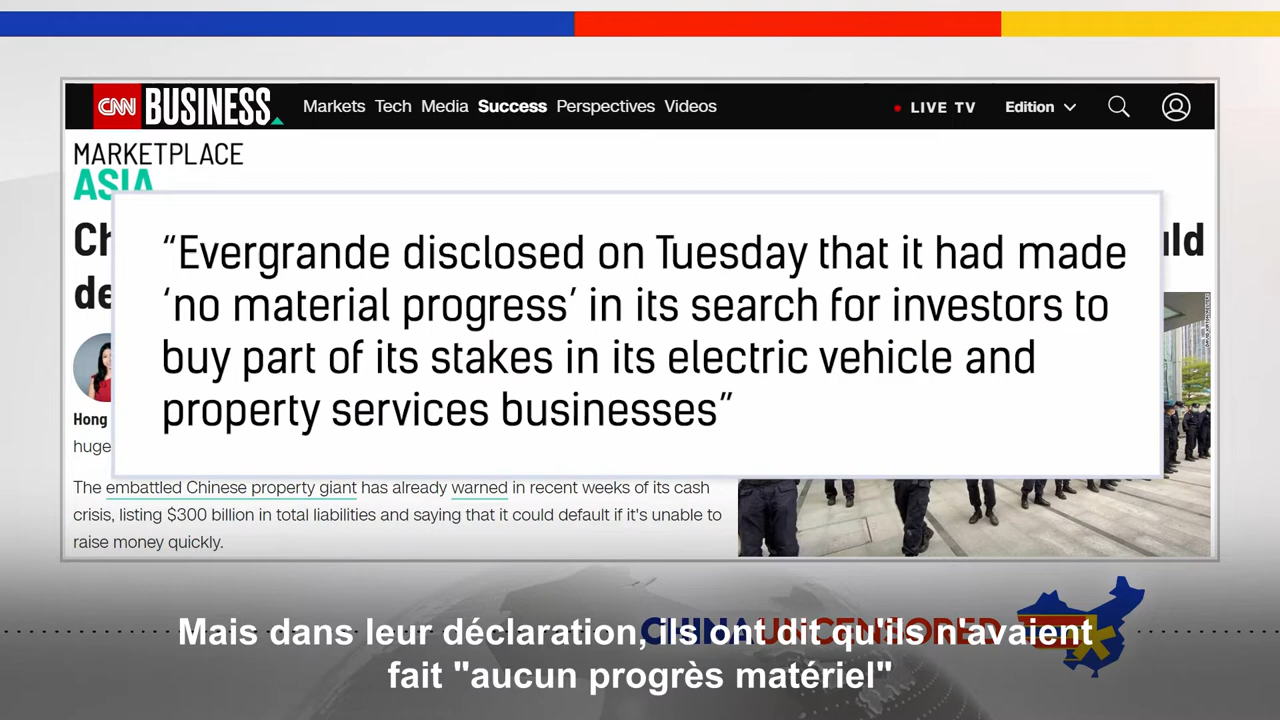 CNN BUSINESS Markets Tech Media Success Perspectives Videos LIVE TV Edition
MARKETPLACE
ASIA
“Evergrande disclosed on Tuesday that it had made
‘no material progress’ in its search for investors to
buy part of its stakes in its electric vehicle and
property services businesses”
Hong
huge
The embattled Chinese property giant has already warned in recent weeks of its cash
crisis, listing $300 billion in total liabilities and saying that it could default if it's unable to
raise money quickly.
CHINA UNCENSORED
Mais dans leur déclaration, ils ont dit qu'ils n'avaient
fait "aucun progrès matériel"